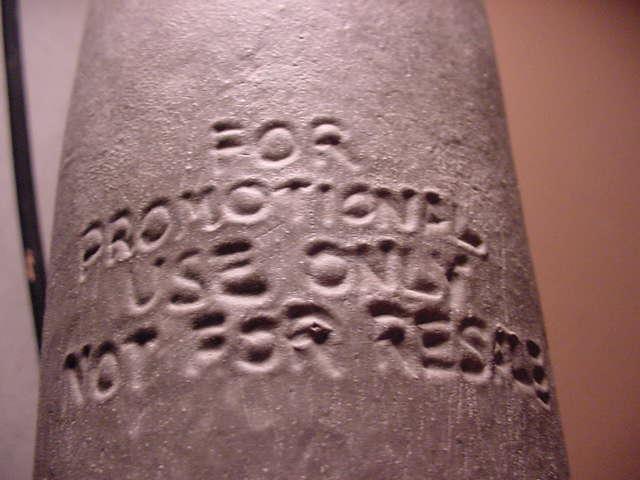 FOR
PROMOTIONAL
USE ONLY
NOT FOR RESALE